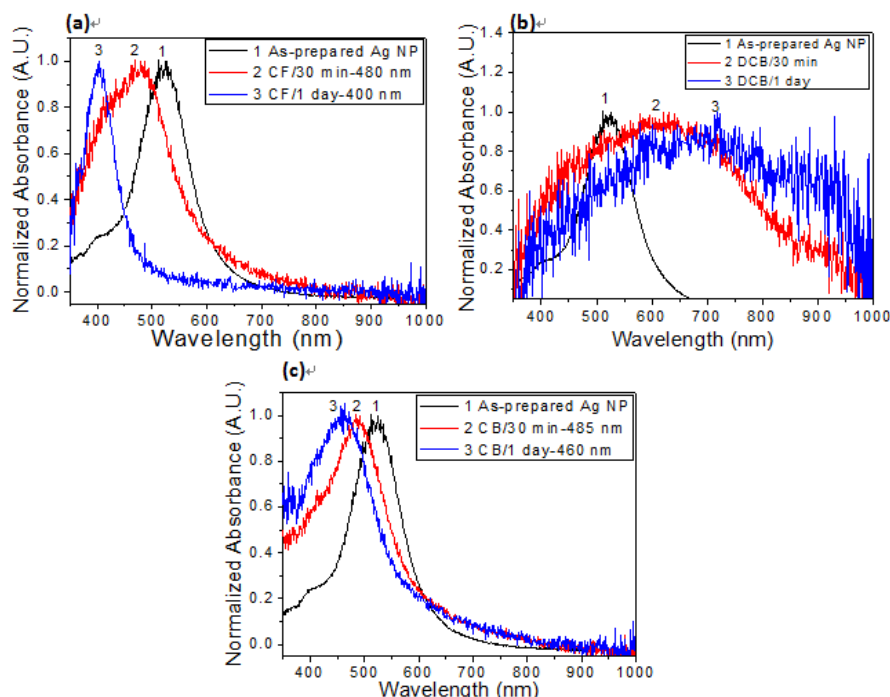 (a)↵
3 2 1
1 As-prepared Ag NP
2 CF/30 min-480 nm
3 CF/1 day-400 nm
Normalized Absorbance (A.U.)
1.0
0.8
0.6
0.4
0.2
0.0
400 500 600 700 800 900 1000
Wavelength (nm)
(b)↵
1 As-prepared Ag NP
2 DCB/30 min
3 DCB/1 day
1 2 3
Normalized Absorbance (A.U.)
1.4
1.2
1.0
0.8
0.6
0.4
0.2
400 500 600 700 800 900 1000
Wavelength (nm)
(c)↵
3 2 1
1 As-prepared Ag NP
2 CB/30 min-485 nm
3 CB/1 day-460 nm
Normalized Absorbance (A.U.)
1.0
0.8
0.6
0.4
0.2
0.0
400 500 600 700 800 900 1000
Wavelength (nm)